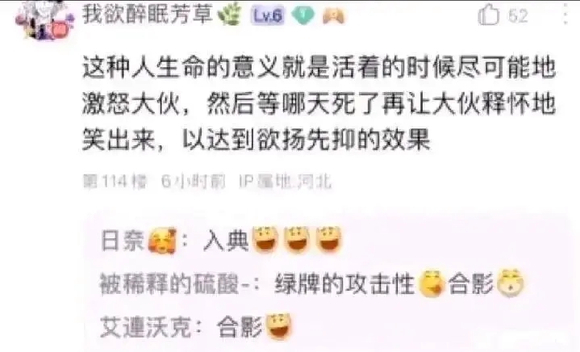 我欲醉眠芳草🌿 Lv.6 52
这种人生命的意义就是活着的时候尽可能地
激怒大伙，然后等哪天死了再让大伙释怀地
笑出来，以达到欲扬先抑的效果
第114楼 6小时前 IP属地:河北
日奈🥰：入典😄😄😄
被稀释的硫酸-：绿牌的攻击性😋合影😲
艾連沃克：合影😄